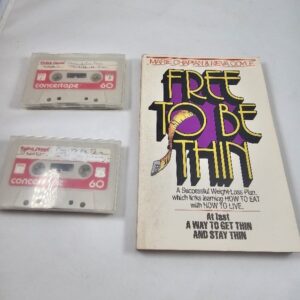 concertape 60
concertape 60
MARIE CHAPIAN & NEVA COYLE
FREE
TO BE
THIN
A Successful Weight-Loss Plan
which links learning HOW TO EAT
with HOW TO LIVE.
At last
A WAY TO GET THIN
AND STAY THIN